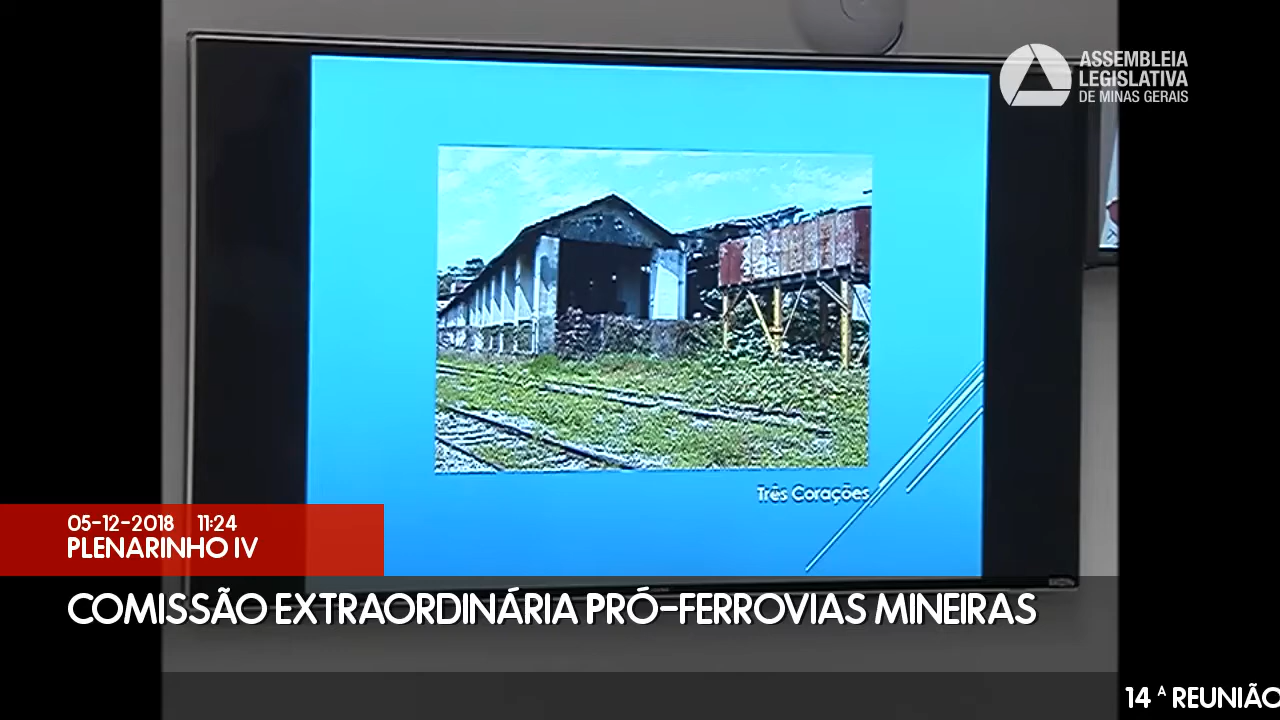 ASSEMBLEIA
LEGISLATIVA
DE MINAS GERAIS
Três Corações
05-12-2018 11:24
PLENARINHO IV
COMISSÃO EXTRAORDINÁRIA PRÓ-FERROVIAS MINEIRAS
14 ª REUNIÃO